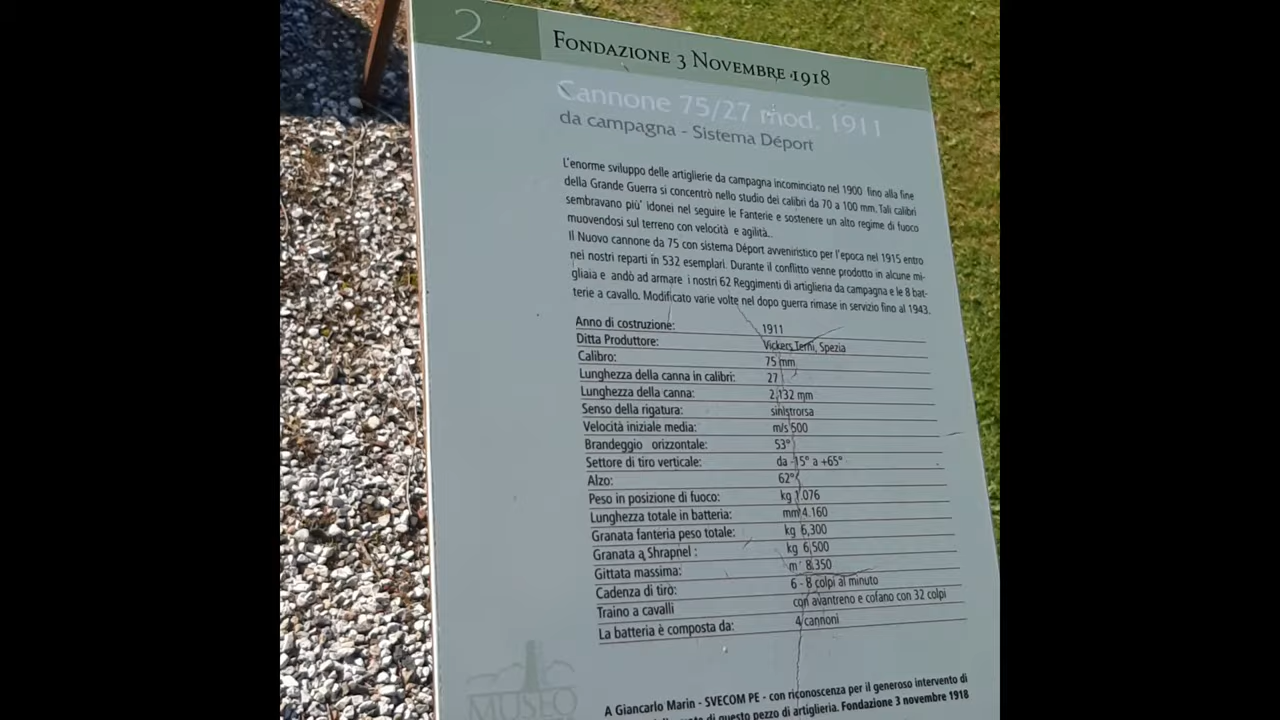 2.
FONDAZIONE 3 NOVEMBRE 1918
Cannone 75/27 mod. 1911
da campagna - Sistema Déport
L'enorme sviluppo delle artiglierie da campagna incominciato nel 1900 fino alla fine
della Grande Guerra si concentrò nello studio dei calibri da 70 a 100 mm. Tali calibri
sembravano più' idonei nel seguire le Fanterie e sostenere un alto regime di fuoco
muovendosi sul terreno con velocità e agilità..
Il Nuovo cannone da 75 con sistema Déport avveniristico per l'epoca nel 1915 entro
nei nostri reparti in 532 esemplari. Durante il conflitto venne prodotto in alcune mi-
gliaia e andò ad armare i nostri 62 Reggimenti di artiglieria da campagna e le 8 bat-
terie a cavallo. Modificato varie volte nel dopo guerra rimase in servizio fino al 1943.
Anno di costruzione: 1911
Ditta Produttore: Vickers Terni, Spezia
Calibro: 75 mm
Lunghezza della canna in calibri: 27
Lunghezza della canna: 2,132 mm
Senso della rigatura: sinistrorsa
Velocità iniziale media: m/s 500
Brandeggio orizzontale: 53°
Settore di tiro verticale: da -15° a +65°
Alzo: 62°
Peso in posizione di fuoco: kg 1.076
Lunghezza totale in batteria: mm 4.160
Granata fanteria peso totale: kg 6,300
Granata a Shrapnel : kg 6,500
Gittata massima: m 8.350
Cadenza di tiro: 6 - 8 colpi al minuto
Traino a cavalli con avantreno e cofano con 32 colpi
La batteria è composta da: 4 cannoni
MUSEO
A Giancarlo Marin - SVECOM PE - con riconoscenza per il generoso intervento di
di questo pezzo di artiglieria. Fondazione 3 novembre 1918